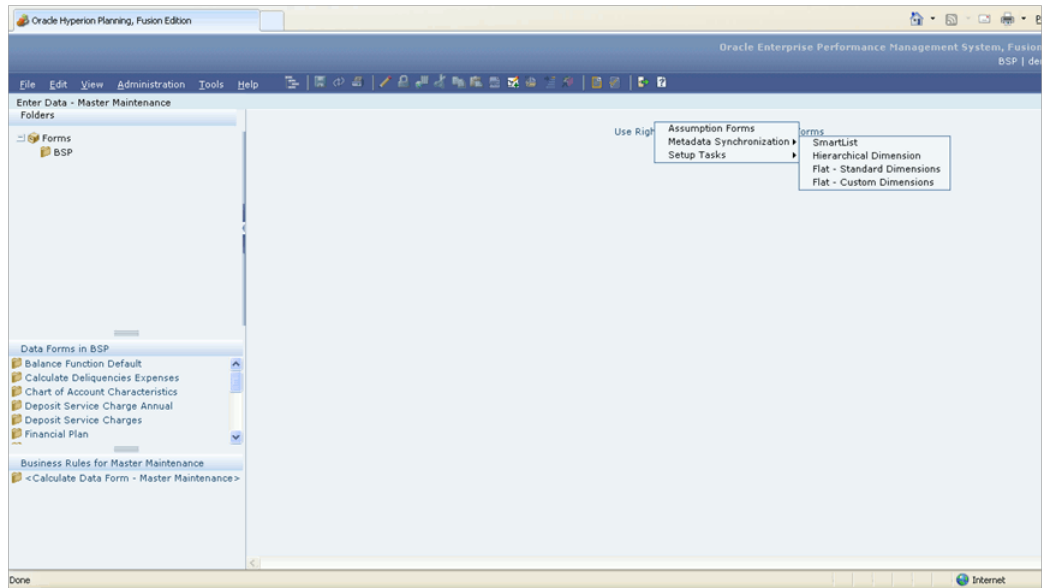 Oracle Hyperion Planning, Fusion Edition
Oracle Enterprise Performance Management System, Fusion
BSP | de
File Edit View Administration Tools Help
Enter Data - Master Maintenance
Folders
Forms
BSP
Use Righ
orms
Assumption Forms
Metadata Synchronization
Setup Tasks
SmartList
Hierarchical Dimension
Flat - Standard Dimensions
Flat - Custom Dimensions
Data Forms in BSP
Balance Function Default
Calculate Deliquencies Expenses
Chart of Account Characteristics
Deposit Service Charge Annual
Deposit Service Charges
Financial Plan
Business Rules for Master Maintenance
<Calculate Data Form - Master Maintenance>
Done
Internet